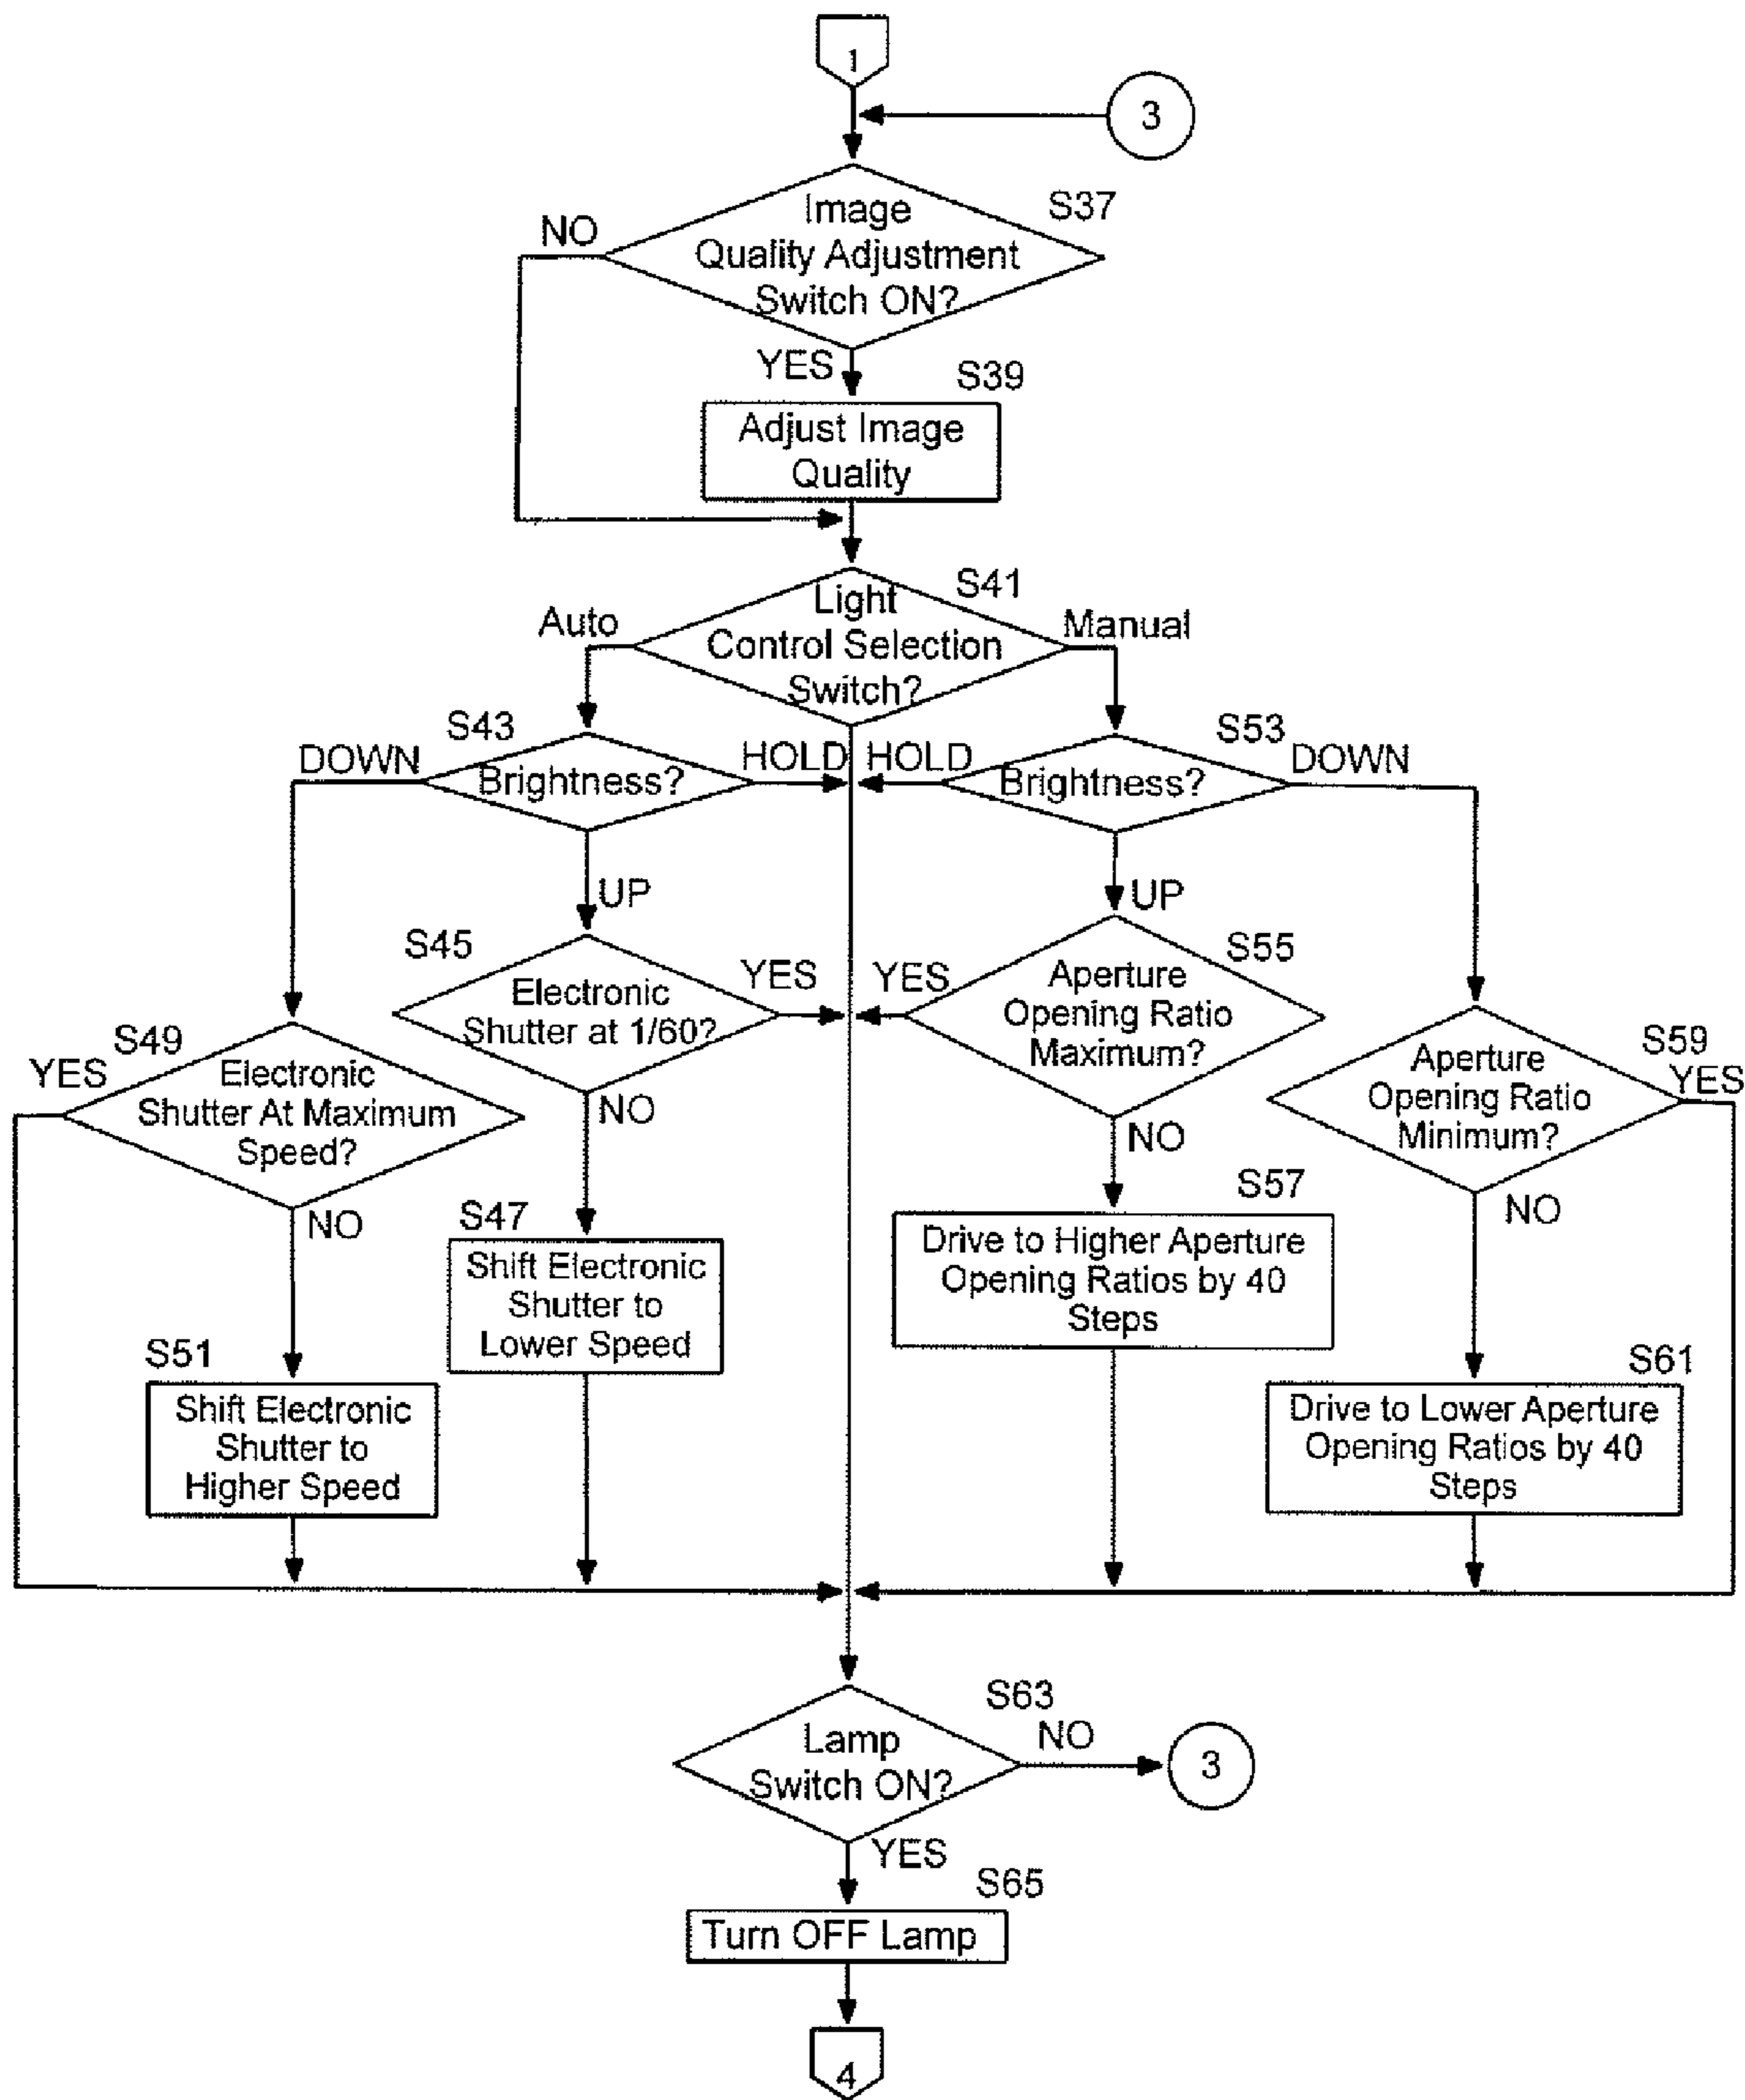 1
3
S37
NO
Image
Quality Adjustment
Switch ON?
YES
S39
Adjust Image
Quality
S41
Light
Control Selection
Switch?
Auto
Manual
S43
S53
DOWN
Brightness?
HOLD
HOLD
Brightness?
DOWN
UP
UP
S45
Electronic
Shutter at 1/60?
YES
YES
S55
Aperture
Opening Ratio
Maximum?
S49
YES
Electronic
Shutter At Maximum
Speed?
NO
NO
S59
YES
Aperture
Opening Ratio
Minimum?
NO
NO
S47
Shift Electronic
Shutter to
Lower Speed
S57
Drive to Higher Aperture
Opening Ratios by 40
Steps
S51
Shift Electronic
Shutter to
Higher Speed
S61
Drive to Lower Aperture
Opening Ratios by 40
Steps
S63
Lamp
Switch ON?
NO
3
YES
S65
Turn OFF Lamp
4